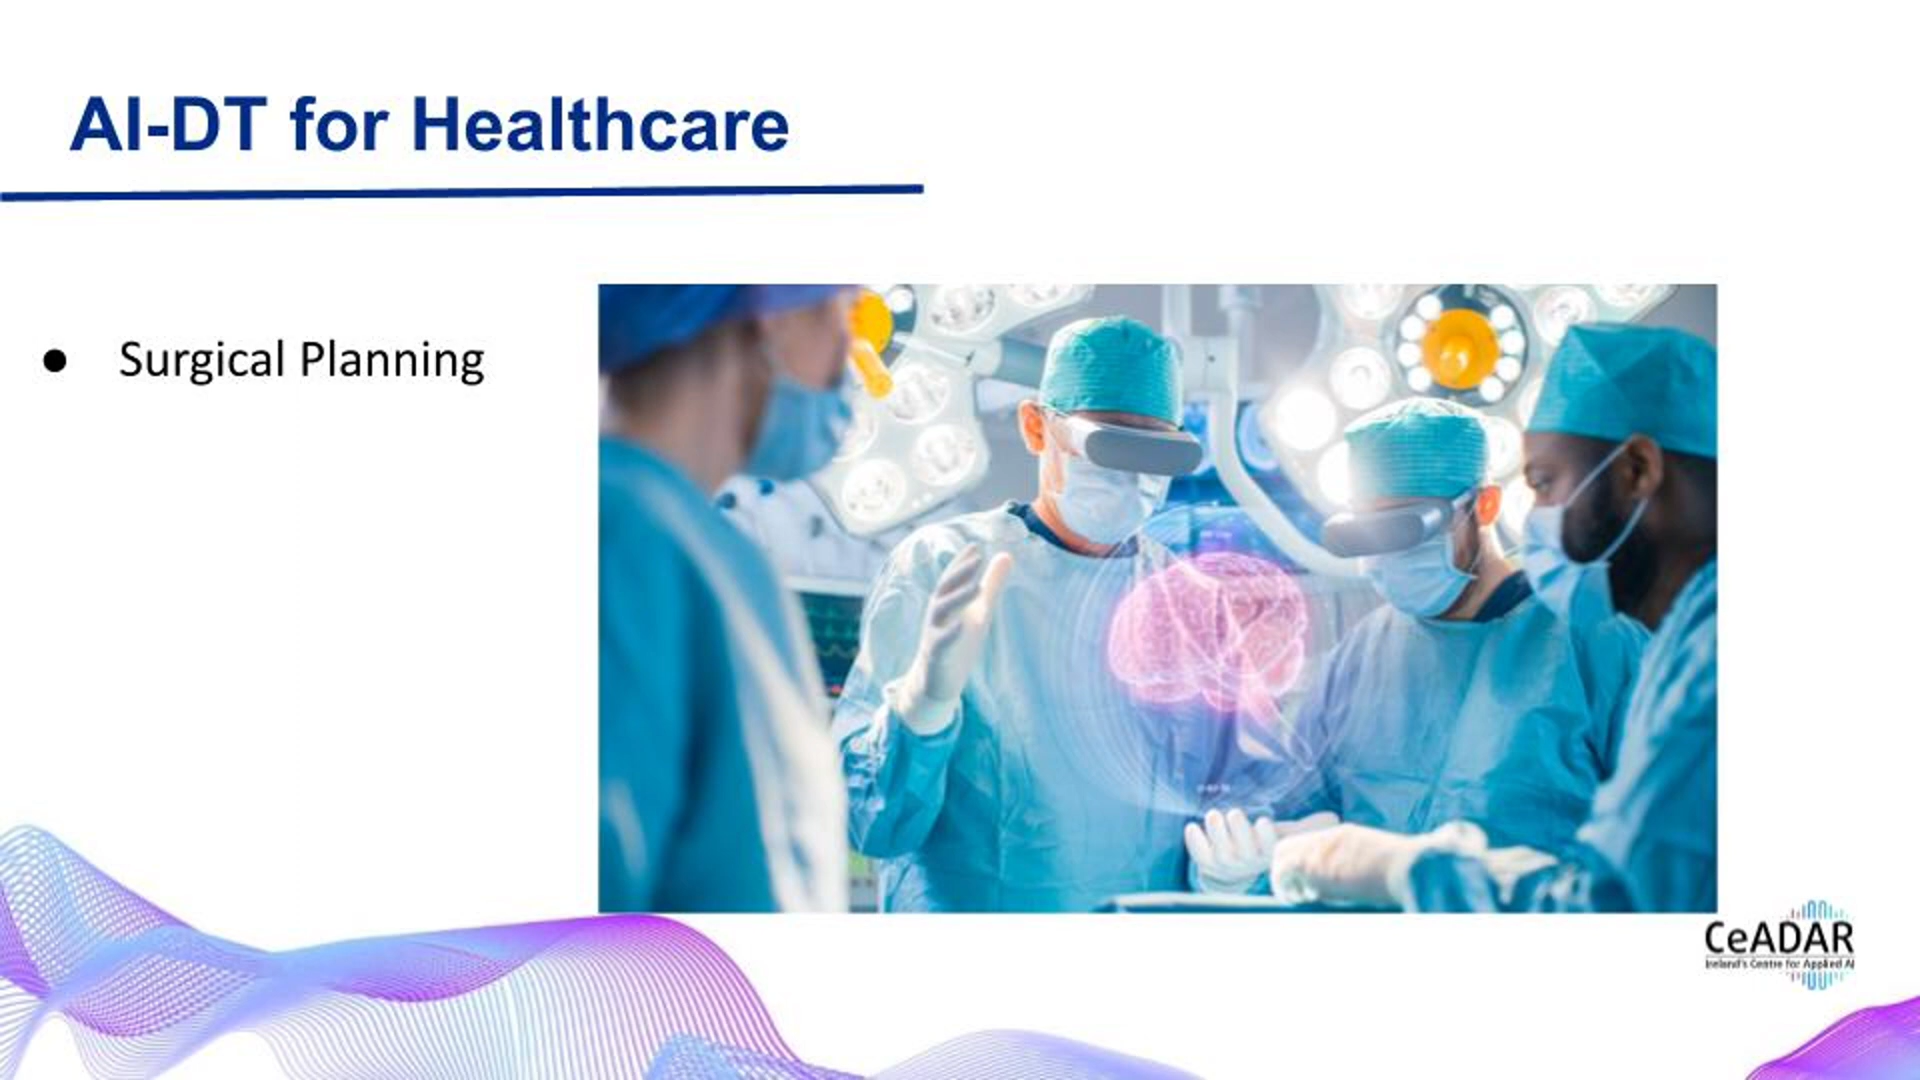 AI-DT for Healthcare
● Surgical Planning
CeADAR
Ireland's Centre for Applied AI